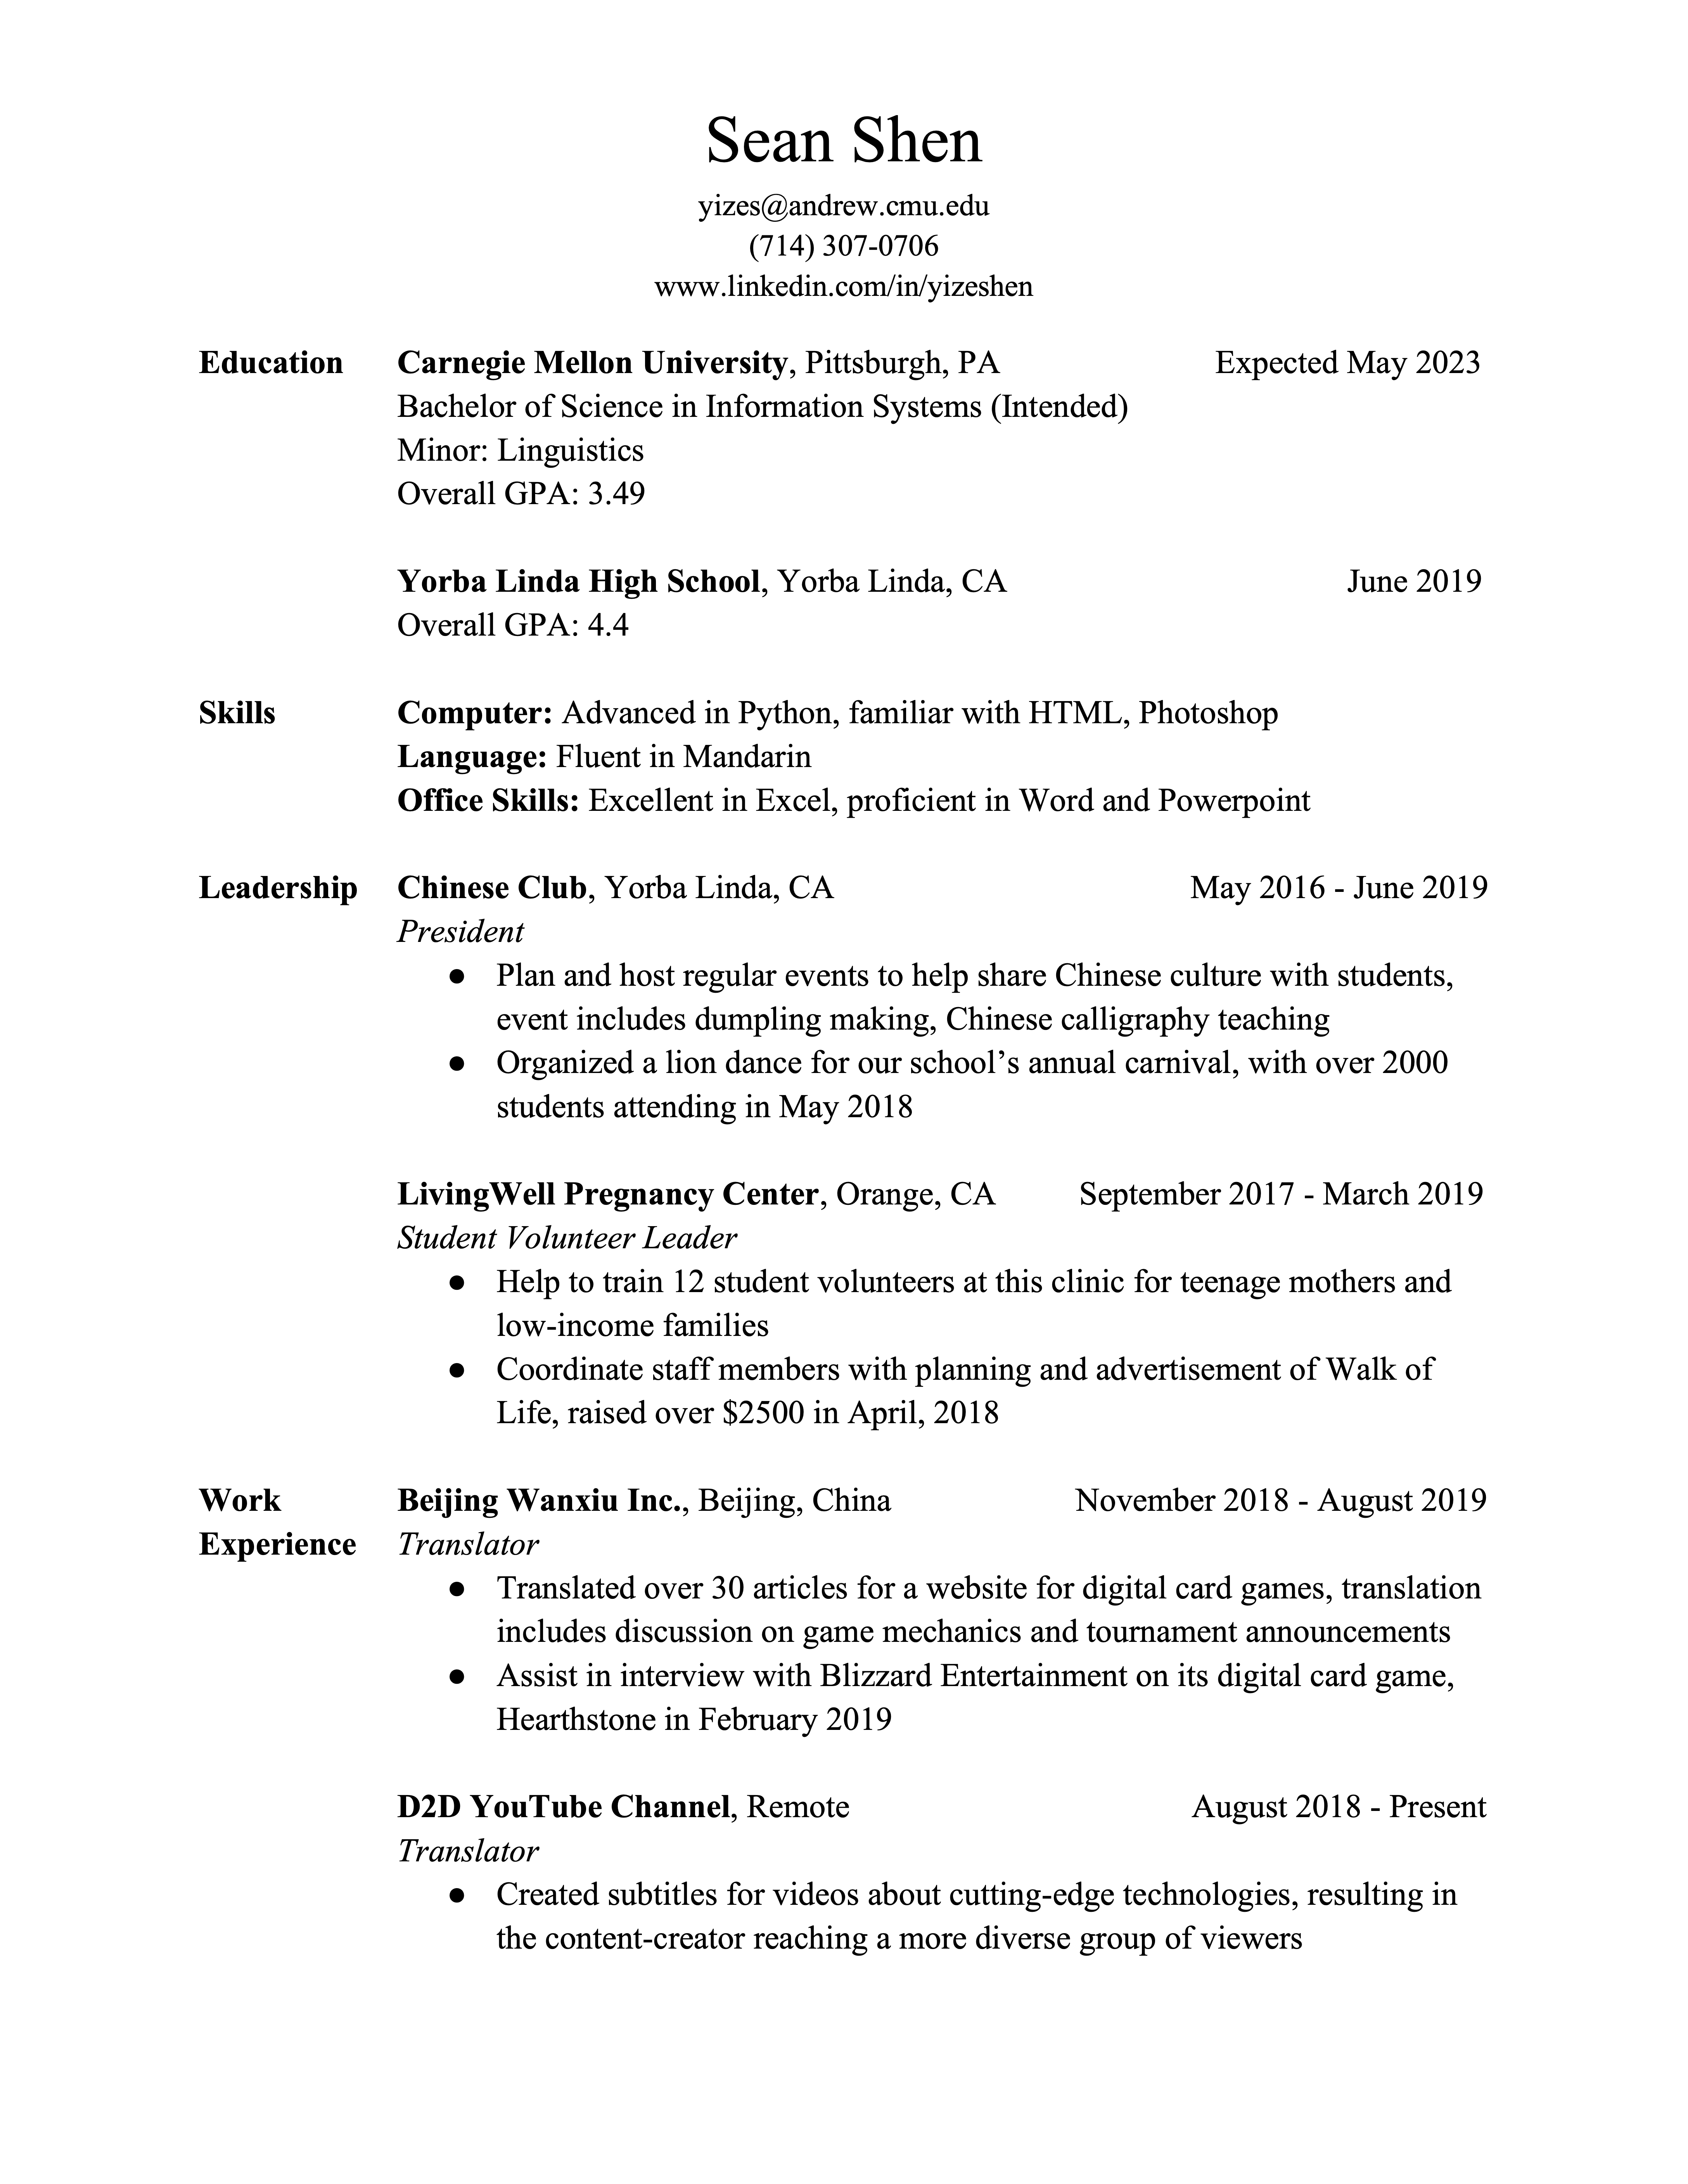 Sean Shen
yizes@andrew.cmu.edu
(714) 307-0706
www.linkedin.com/in/yizeshen
Education Carnegie Mellon University, Pittsburgh, PA Expected May 2023
Bachelor of Science in Information Systems (Intended)
Minor: Linguistics
Overall GPA: 3.49
Yorba Linda High School, Yorba Linda, CA June 2019
Overall GPA: 4.4
Skills Computer: Advanced in Python, familiar with HTML, Photoshop
Language: Fluent in Mandarin
Office Skills: Excellent in Excel, proficient in Word and Powerpoint
Leadership Chinese Club, Yorba Linda, CA May 2016 - June 2019
President
● Plan and host regular events to help share Chinese culture with students,
event includes dumpling making, Chinese calligraphy teaching
● Organized a lion dance for our school’s annual carnival, with over 2000
students attending in May 2018
LivingWell Pregnancy Center, Orange, CA September 2017 - March 2019
Student Volunteer Leader
● Help to train 12 student volunteers at this clinic for teenage mothers and
low-income families
● Coordinate staff members with planning and advertisement of Walk of
Life, raised over $2500 in April, 2018
Work Beijing Wanxiu Inc., Beijing, China November 2018 - August 2019
Experience Translator
● Translated over 30 articles for a website for digital card games, translation
includes discussion on game mechanics and tournament announcements
● Assist in interview with Blizzard Entertainment on its digital card game,
Hearthstone in February 2019
D2D YouTube Channel, Remote August 2018 - Present
Translator
● Created subtitles for videos about cutting-edge technologies, resulting in
the content-creator reaching a more diverse group of viewers